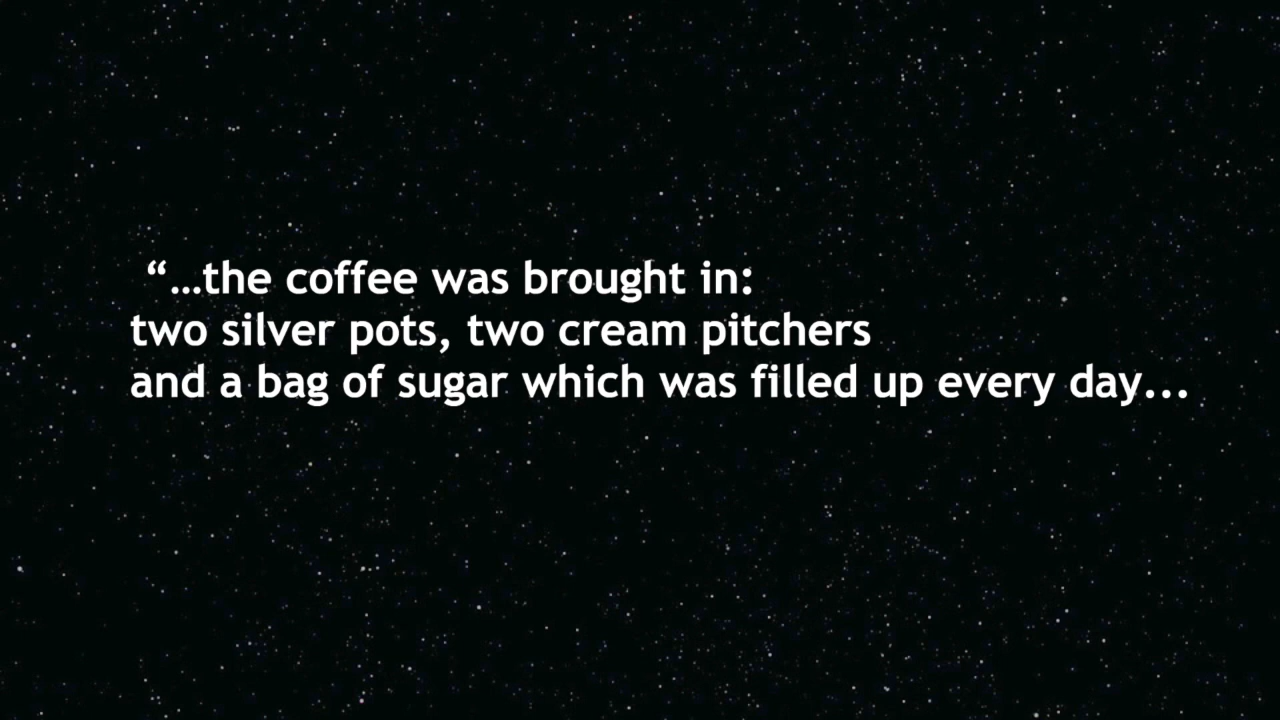 “...the coffee was brought in:
two silver pots, two cream pitchers
and a bag of sugar which was filled up every day...